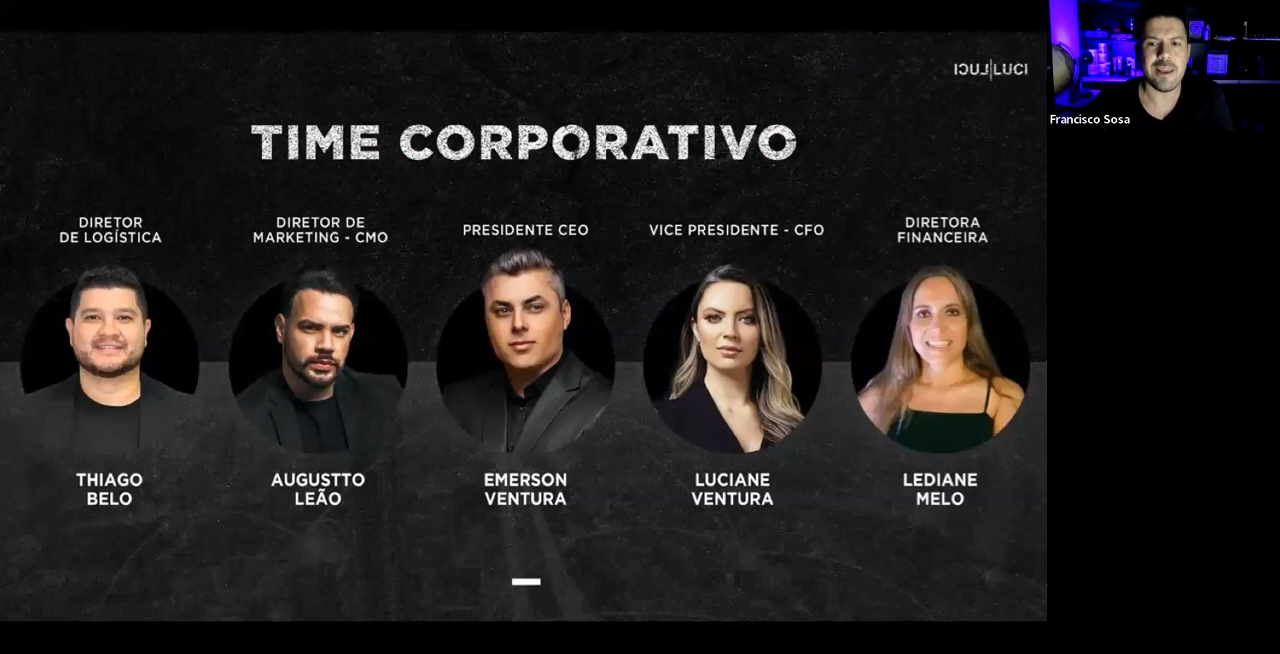 LUCI|LUCI
TIME CORPORATIVO
DIRETOR
DE LOGÍSTICA
DIRETOR DE
MARKETING - CMO
PRESIDENTE CEO
VICE PRESIDENTE - CFO
DIRETORA
FINANCEIRA
THIAGO
BELO
AUGUSTTO
LEÃO
EMERSON
VENTURA
LUCIANE
VENTURA
LEDIANE
MELO
Francisco Sosa